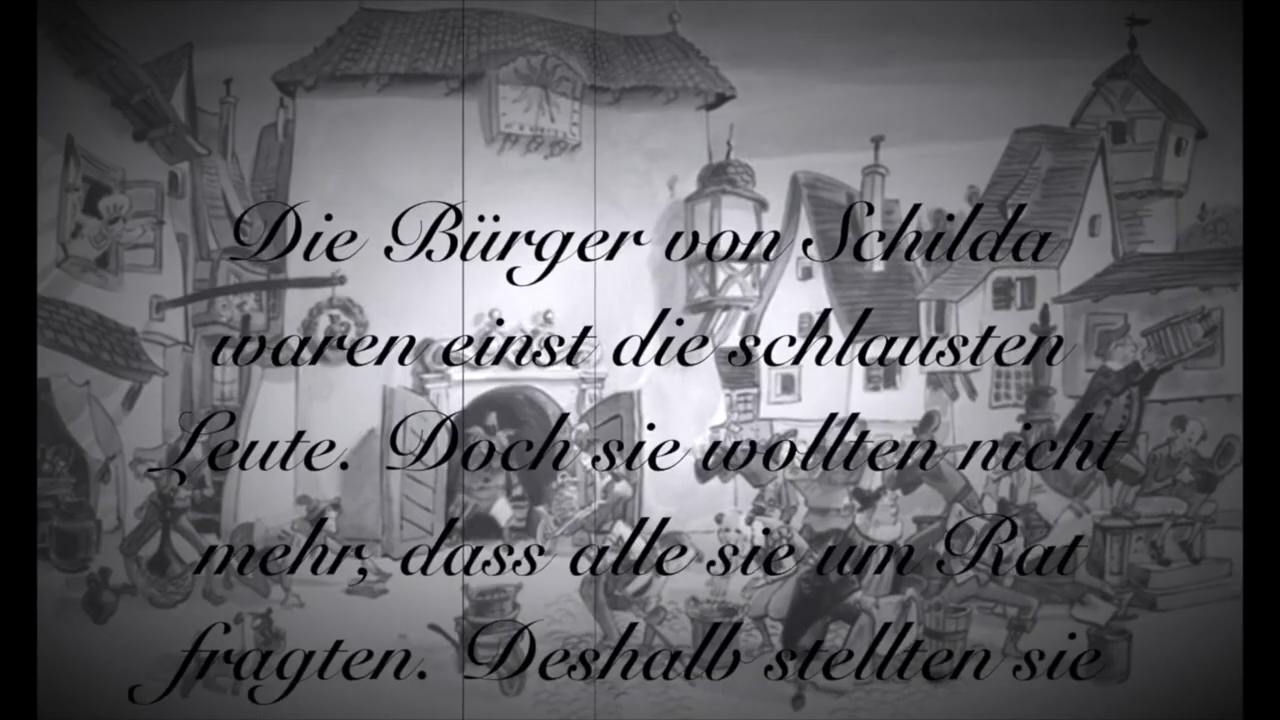 Die Bürger von Schilda
waren einst die schlausten
Leute. Doch sie wollten nicht
mehr, dass alle sie um Rat
fragten. Deshalb stellten sie